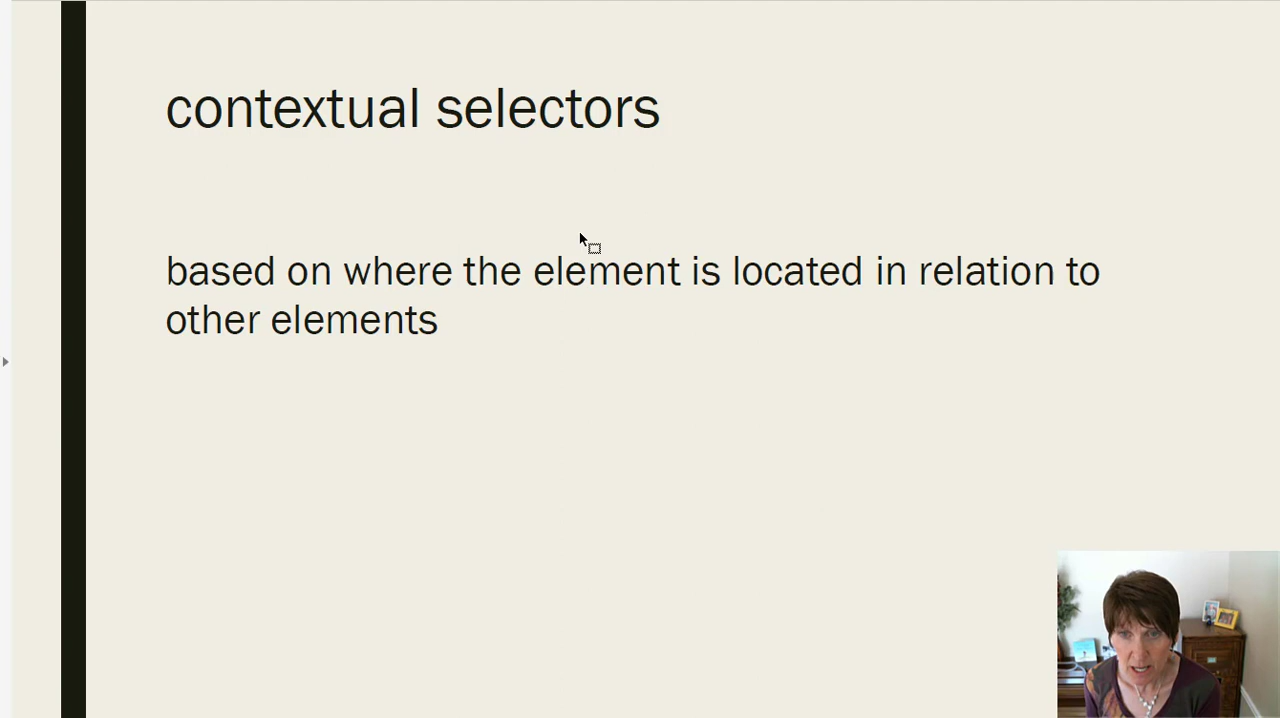 contextual selectors
based on where the element is located in relation to
other elements